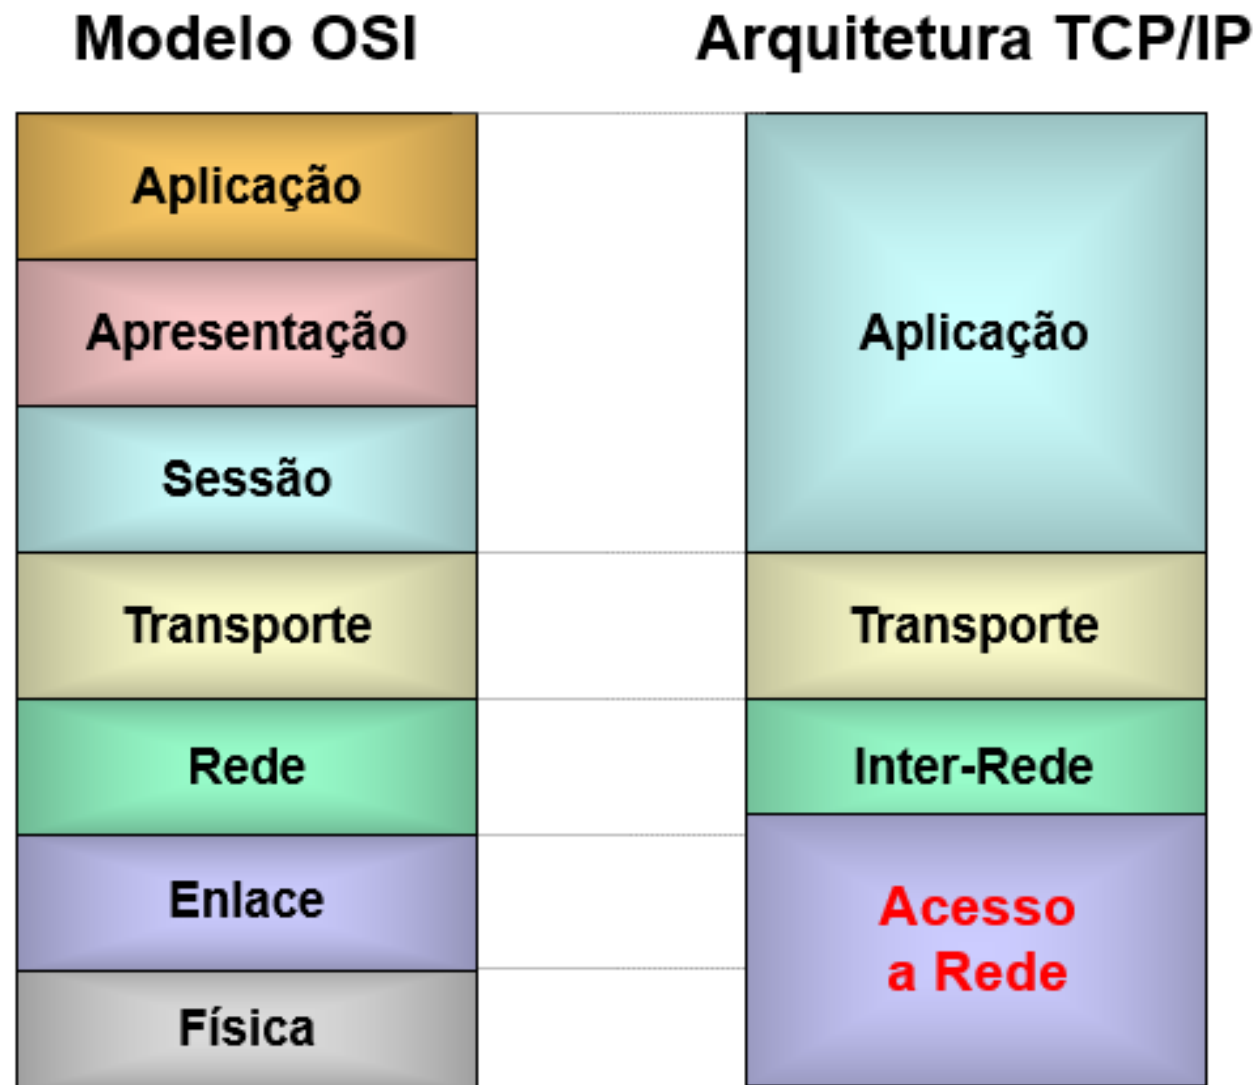 Modelo OSI
Arquitetura TCP/IP
Aplicação
Apresentação
Sessão
Transporte
Rede
Enlace
Física
Aplicação
Transporte
Inter-Rede
Acesso
a Rede